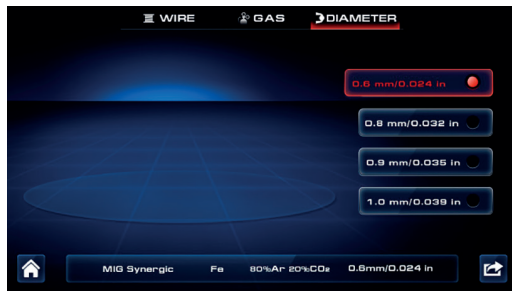 WIRE GAS DIAMETER
0.6 mm/0.024 in
0.8 mm/0.032 in
0.9 mm/0.035 in
1.0 mm/0.039 in
MIG Synergic Fe 80%Ar 20%CO₂ 0.6mm/0.024 in